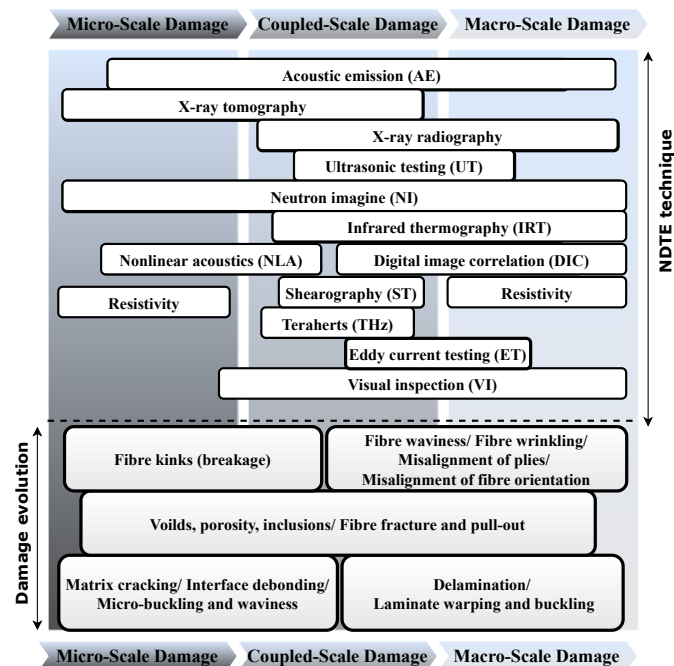 Micro-Scale Damage Coupled-Scale Damage Macro-Scale Damage
Acoustic emission (AE)
X-ray tomography
X-ray radiography
Ultrasonic testing (UT)
Neutron imagine (NI)
Infrared thermography (IRT)
Nonlinear acoustics (NLA) Digital image correlation (DIC)
Shearography (ST)
Resistivity Resistivity
Teraherts (THz)
Eddy current testing (ET)
Visual inspection (VI)
NDTE technique
Damage evolution
Fibre kinks (breakage)
Fibre waviness/ Fibre wrinkling/
Misalignment of plies/
Misalignment of fibre orientation
Voilds, porosity, inclusions/ Fibre fracture and pull-out
Matrix cracking/ Interface debonding/
Micro-buckling and waviness
Delamination/
Laminate warping and buckling
Micro-Scale Damage Coupled-Scale Damage Macro-Scale Damage